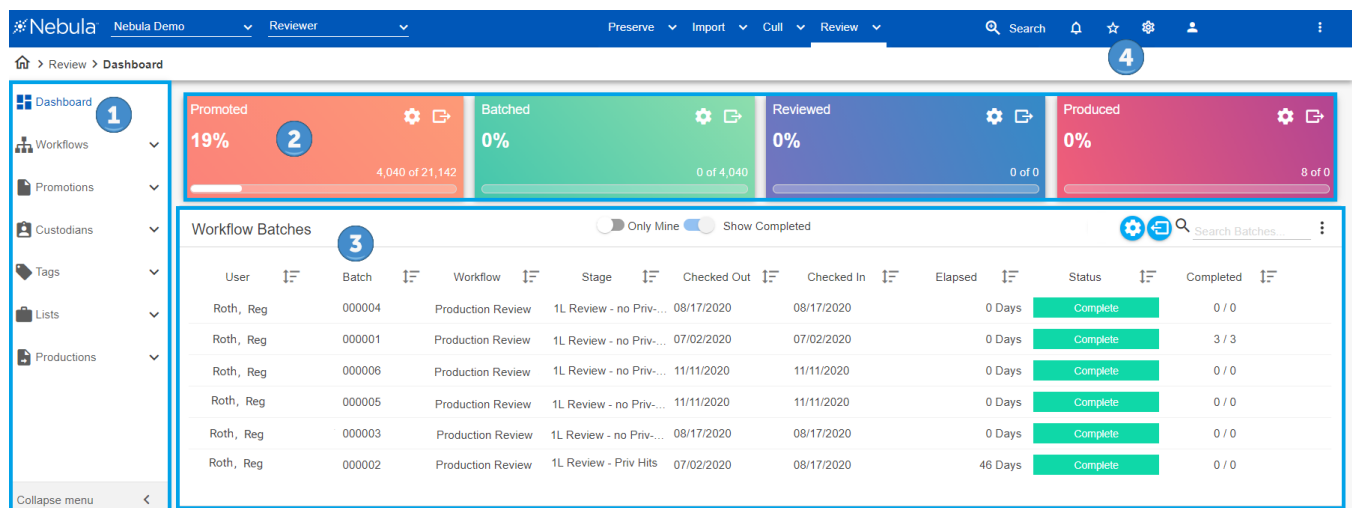 Nebula Nebula Demo Reviewer Preserve Import Cull Review Search
4
> Review > Dashboard
Dashboard
1
Workflows
Promotions
Custodians
Tags
Lists
Productions
Collapse menu
Promoted
19%
2
4,040 of 21,142
Batched
0%
0 of 4,040
Reviewed
0%
0 of 0
Produced
0%
8 of 0
Workflow Batches Only Mine Show Completed Search Batches...
3
User Batch Workflow Stage Checked Out Checked In Elapsed Status Completed
Roth, Reg 000004 Production Review 1L Review - no Priv-... 08/17/2020 08/17/2020 0 Days Complete 0 / 0
Roth, Reg 000001 Production Review 1L Review - no Priv-... 07/02/2020 07/02/2020 0 Days Complete 3 / 3
Roth, Reg 000006 Production Review 1L Review - no Priv-... 11/11/2020 11/11/2020 0 Days Complete 0 / 0
Roth, Reg 000005 Production Review 1L Review - no Priv-... 11/11/2020 11/11/2020 0 Days Complete 0 / 0
Roth, Reg 000003 Production Review 1L Review - no Priv-... 08/17/2020 08/17/2020 0 Days Complete 0 / 0
Roth, Reg 000002 Production Review 1L Review - Priv Hits 07/02/2020 08/17/2020 46 Days Complete 0 / 0